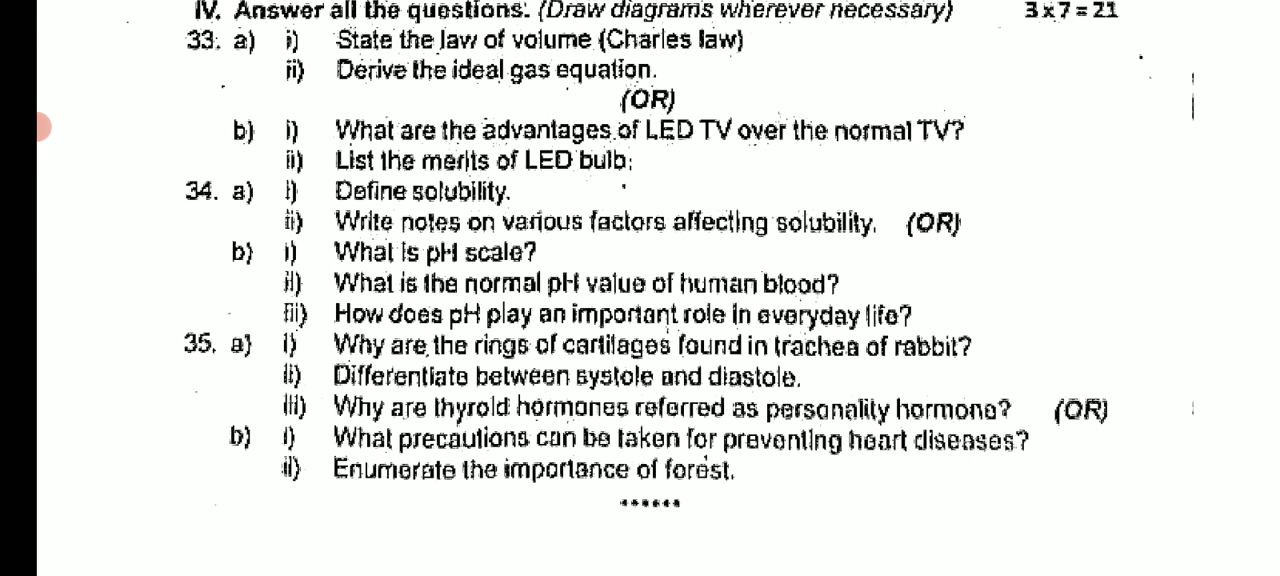 IV. Answer all the questions. (Draw diagrams wherever necessary) 3 x 7 = 21
33. a) i) State the law of volume (Charles law)
ii) Derive the ideal gas equation.
(OR)
b) i) What are the advantages of LED TV over the normal TV?
ii) List the merits of LED bulb.
34. a) i) Define solubility.
ii) Write notes on various factors affecting solubility. (OR)
b) i) What is pH scale?
ii) What is the normal pH value of human blood?
iii) How does pH play an important role in everyday life?
35. a) i) Why are the rings of cartilages found in trachea of rabbit?
ii) Differentiate between systole and diastole.
iii) Why are thyroid hormones referred as personality hormone? (OR)
b) i) What precautions can be taken for preventing heart diseases?
ii) Enumerate the importance of forest.
******